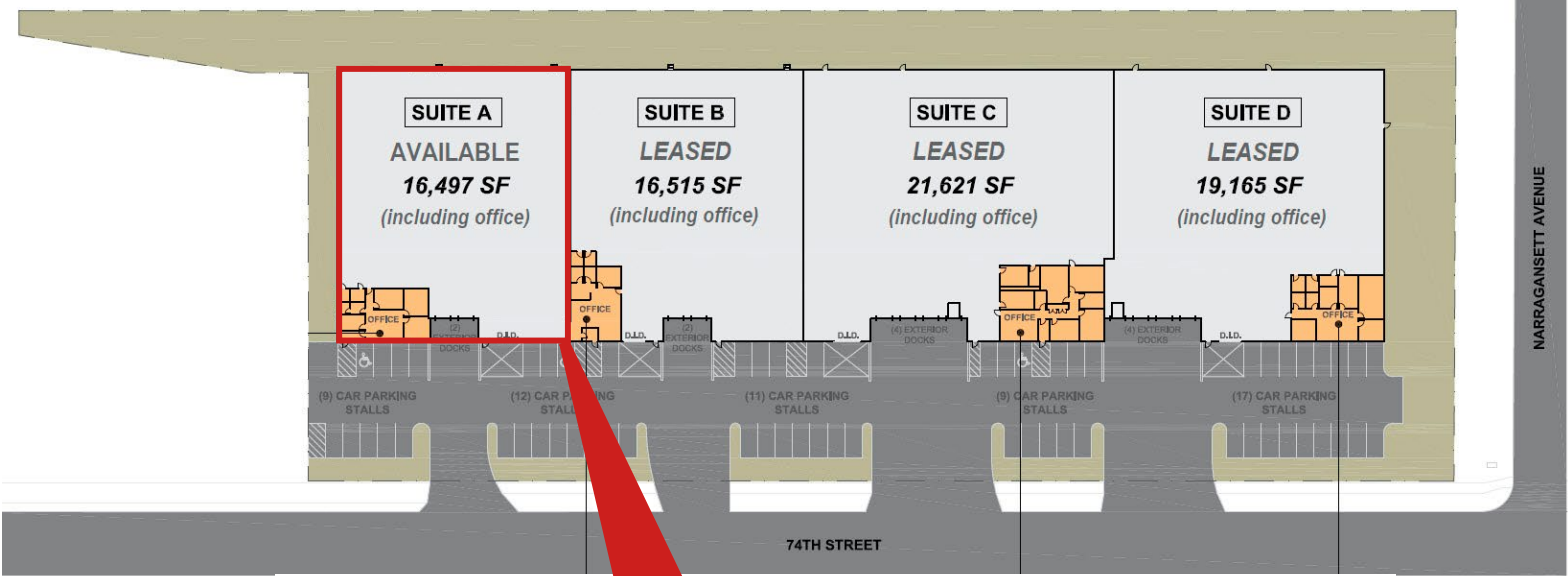 SUITE A
AVAILABLE
16,497 SF
(including office)
SUITE B
LEASED
16,515 SF
(including office)
SUITE C
LEASED
21,621 SF
(including office)
SUITE D
LEASED
19,165 SF
(including office)
OFFICE
(2)
EXTERIOR
DOCKS
D.I.D.
OFFICE
D.I.D.
(2)
EXTERIOR
DOCKS
D.I.D.
(4) EXTERIOR
DOCKS
OFFICE
(4) EXTERIOR
DOCKS
D.I.D.
OFFICE
(9) CAR PARKING
STALLS
(12) CAR PARKING
STALLS
(11) CAR PARKING
STALLS
(9) CAR PARKING
STALLS
(17) CAR PARKING
STALLS
NARRAGANSETT AVENUE
74TH STREET